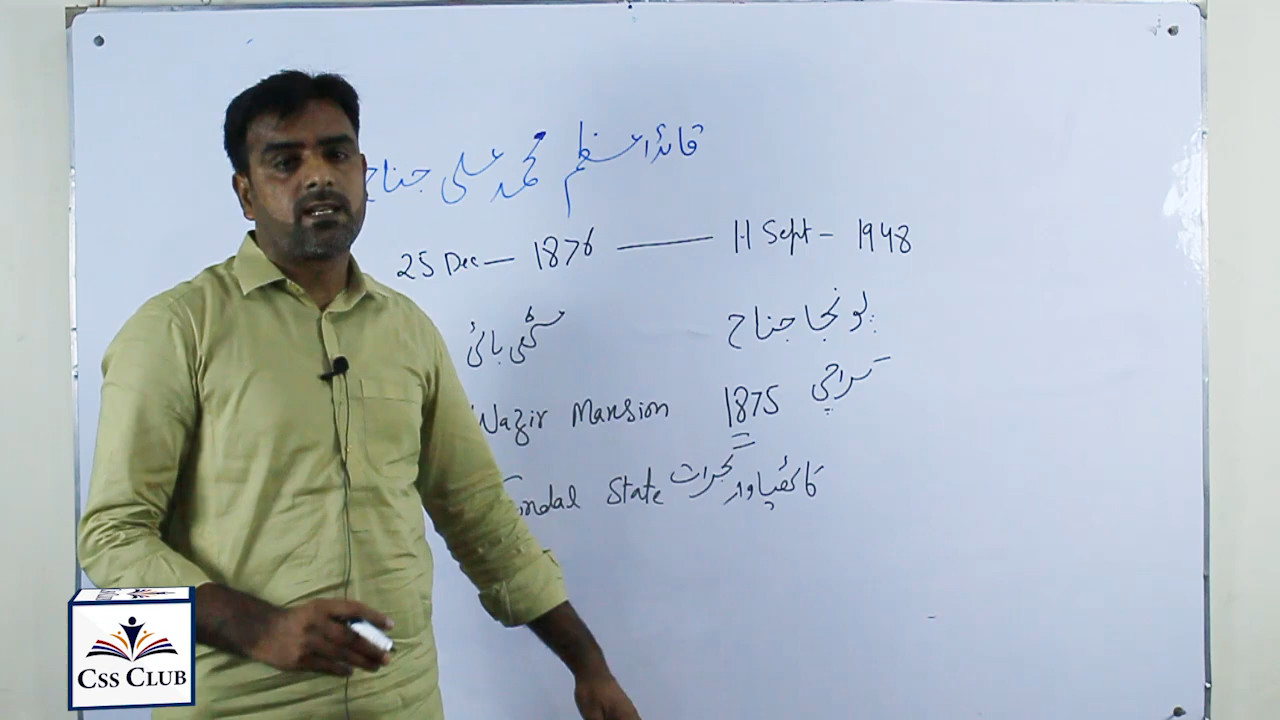 قائداعظم محمد علی جناح
25 Dec — 1876 —— 11 Sept – 1948
پونجا جناح مٹھی بائی
Wazir Mansion 1875 کراچی
State گجرات کاٹھیاواڑ
CSS CLUB